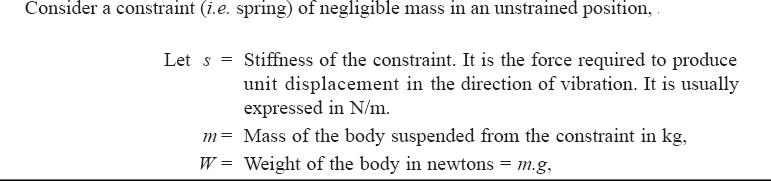 Consider a constraint (i.e. spring) of negligible mass in an unstrained position,
Let s = Stiffness of the constraint. It is the force required to produce
unit displacement in the direction of vibration. It is usually
expressed in N/m.
m = Mass of the body suspended from the constraint in kg,
W = Weight of the body in newtons = m.g,